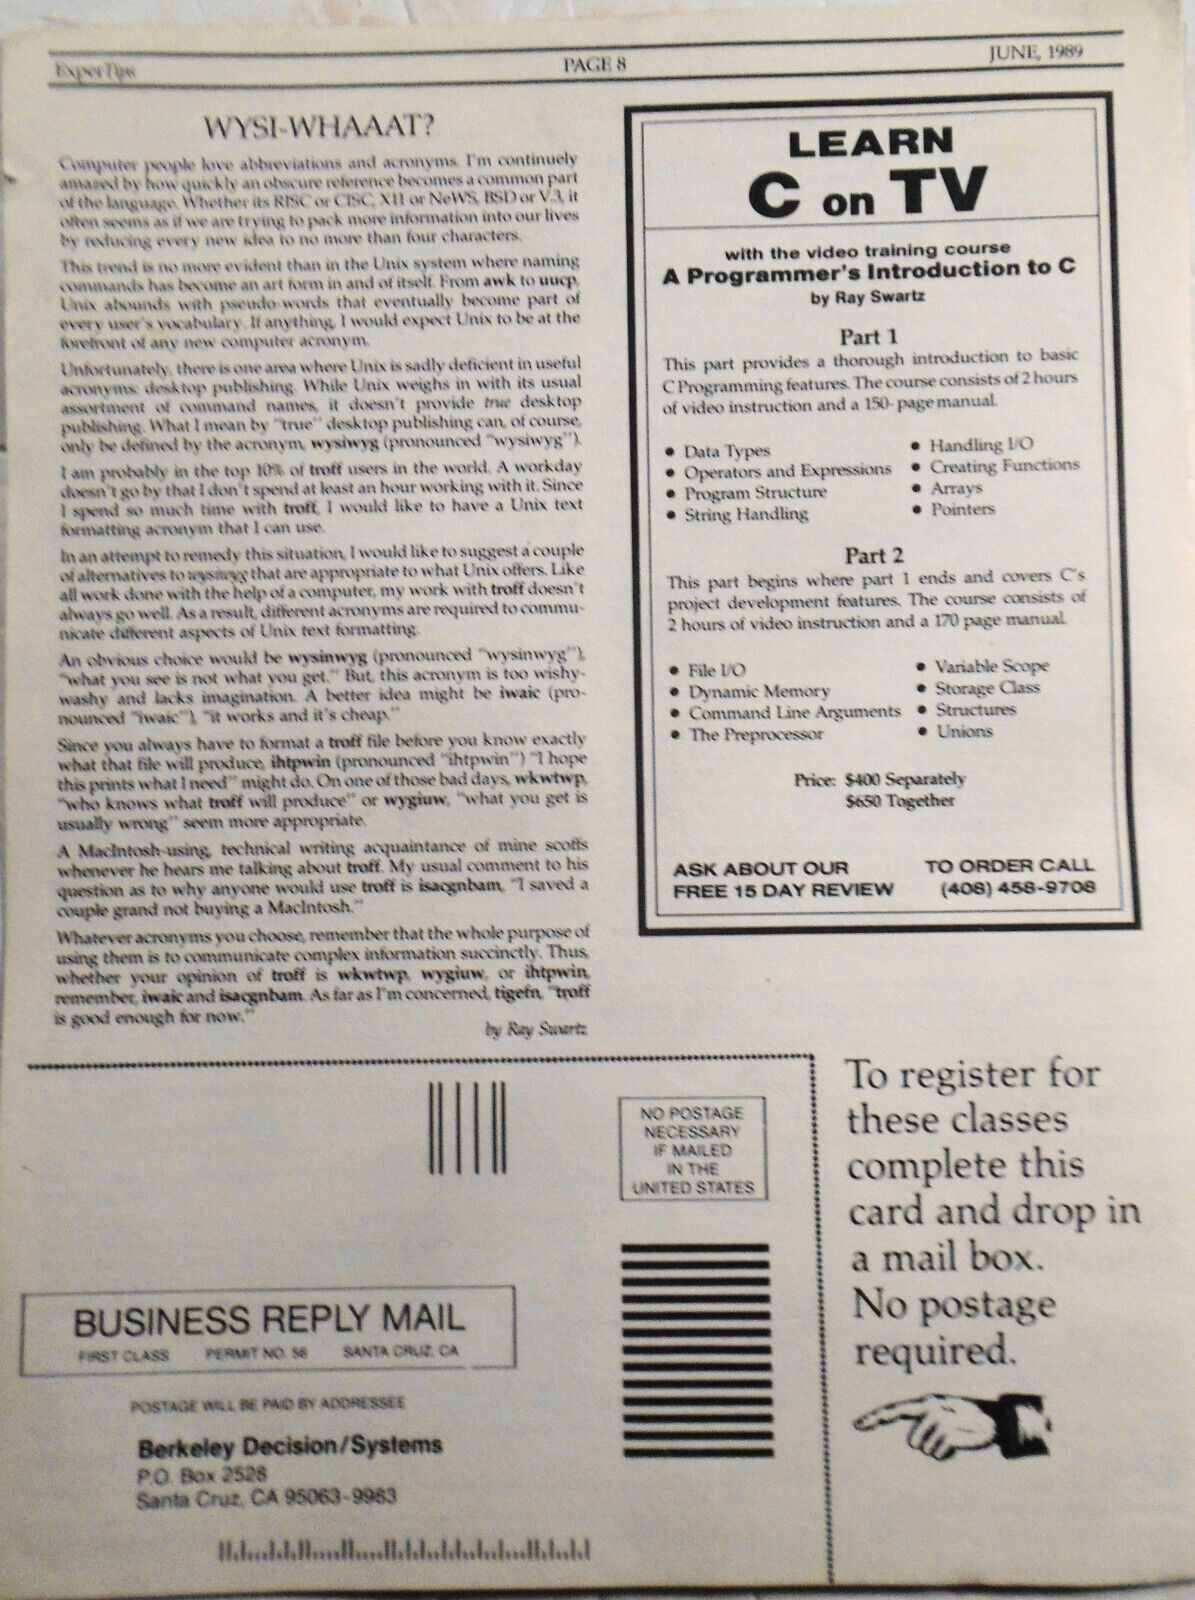 ExperTips
PAGE 8
JUNE, 1989
WYSI-WHAAAT?
Computer people love abbreviations and acronyms. I'm continuely
amazed by how quickly an obscure reference becomes a common part
of the language. Whether its RISC or CISC, X11 or NeWS, BSD or V.3, it
often seems as if we are trying to pack more information into our lives
by reducing every new idea to no more than four characters.
This trend is no more evident than in the Unix system where naming
commands has become an art form in and of itself. From awk to uucp,
Unix abounds with pseudo-words that eventually become part of
every user's vocabulary. If anything, I would expect Unix to be at the
forefront of any new computer acronym.
Unfortunately, there is one area where Unix is sadly deficient in useful
acronyms: desktop publishing. While Unix weighs in with its usual
assortment of command names, it doesn't provide true desktop
publishing. What I mean by "true" desktop publishing can, of course,
only be defined by the acronym, wysiwyg (pronounced "wysiwyg").
I am probably in the top 10% of troff users in the world. A workday
doesn't go by that I don't spend at least an hour working with it. Since
I spend so much time with troff, I would like to have a Unix text
formatting acronym that I can use.
In an attempt to remedy this situation, I would like to suggest a couple
of alternatives to wysiwyg that are appropriate to what Unix offers. Like
all work done with the help of a computer, my work with troff doesn't
always go well. As a result, different acronyms are required to commu-
nicate different aspects of Unix text formatting.
An obvious choice would be wysinwyg (pronounced "wysinwyg"),
"what you see is not what you get." But, this acronym is too wishy-
washy and lacks imagination. A better idea might be iwaic (pro-
nounced "iwaic"), "it works and it's cheap."
Since you always have to format a troff file before you know exactly
what that file will produce, ihtpwin (pronounced "ihtpwin") "I hope
this prints what I need" might do. On one of those bad days, wkwtwp,
"who knows what troff will produce" or wygiuw, "what you get is
usually wrong" seem more appropriate.
A MacIntosh-using, technical writing acquaintance of mine scoffs
whenever he hears me talking about troff. My usual comment to his
question as to why anyone would use troff is isacgnbam, "I saved a
couple grand not buying a MacIntosh."
Whatever acronyms you choose, remember that the whole purpose of
using them is to communicate complex information succinctly. Thus,
whether your opinion of troff is wkwtwp, wygiuw, or ihtpwin,
remember, iwaic and isacgnbam. As far as I'm concerned, tigefn, "troff
is good enough for now."
by Ray Swartz
LEARN
C on TV
with the video training course
A Programmer's Introduction to C
by Ray Swartz
Part 1
This part provides a thorough introduction to basic
C Programming features. The course consists of 2 hours
of video instruction and a 150-page manual.
• Data Types
• Operators and Expressions
• Program Structure
• String Handling
• Handling I/O
• Creating Functions
• Arrays
• Pointers
Part 2
This part begins where part 1 ends and covers C's
project development features. The course consists of
2 hours of video instruction and a 170 page manual.
• File I/O
• Dynamic Memory
• Command Line Arguments
• The Preprocessor
• Variable Scope
• Storage Class
• Structures
• Unions
Price: $400 Separately
$650 Together
ASK ABOUT OUR
FREE 15 DAY REVIEW
TO ORDER CALL
(408) 458-9708
NO POSTAGE
NECESSARY
IF MAILED
IN THE
UNITED STATES
BUSINESS REPLY MAIL
FIRST CLASS PERMIT NO. 56 SANTA CRUZ, CA
POSTAGE WILL BE PAID BY ADDRESSEE
Berkeley Decision/Systems
P.O. Box 2528
Santa Cruz, CA 95063-9983
To register for
these classes
complete this
card and drop in
a mail box.
No postage
required.